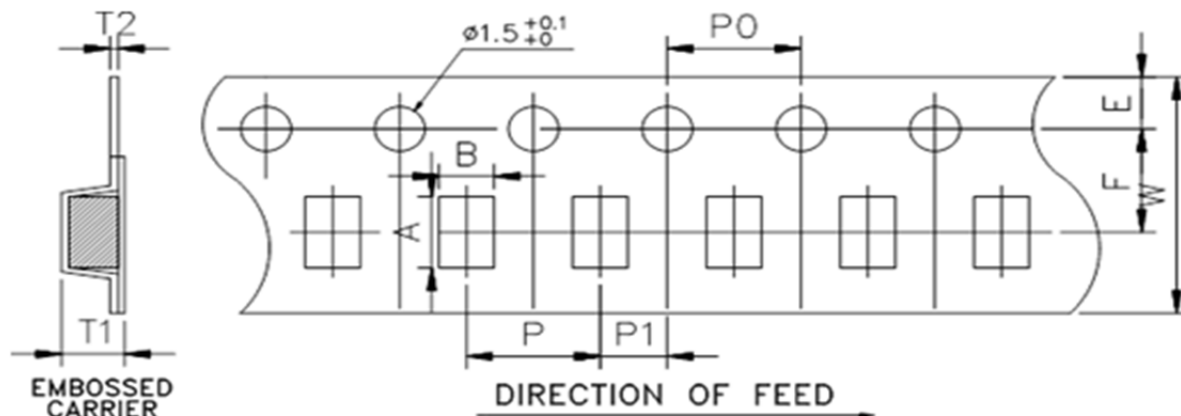 T2
ø1.5 +0.1 +0
P0
E
B
F
A
W
T1
P
P1
EMBOSSED
CARRIER
DIRECTION OF FEED